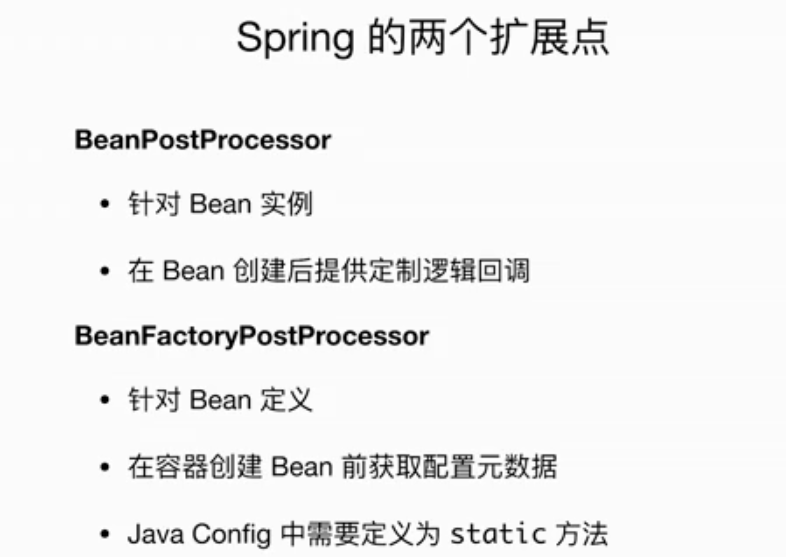 Spring 的两个扩展点
BeanPostProcessor
• 针对 Bean 实例
• 在 Bean 创建后提供定制逻辑回调
BeanFactoryPostProcessor
• 针对 Bean 定义
• 在容器创建 Bean 前获取配置元数据
• Java Config 中需要定义为 static 方法